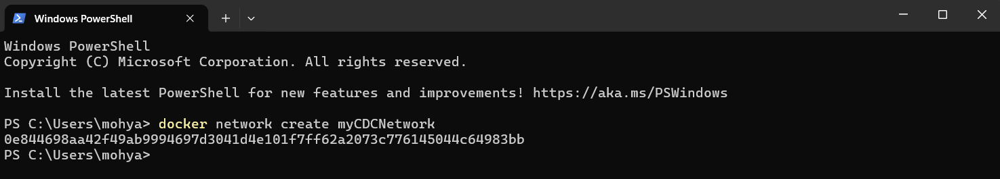 Windows PowerShell
Windows PowerShell
Copyright (C) Microsoft Corporation. All rights reserved.
Install the latest PowerShell for new features and improvements! https://aka.ms/PSWindows
PS C:\Users\mohya> docker network create myCDCNetwork
0e844698aa42f49ab9994697d3041d4e101f7ff62a2073c776145044c64983bb
PS C:\Users\mohya>